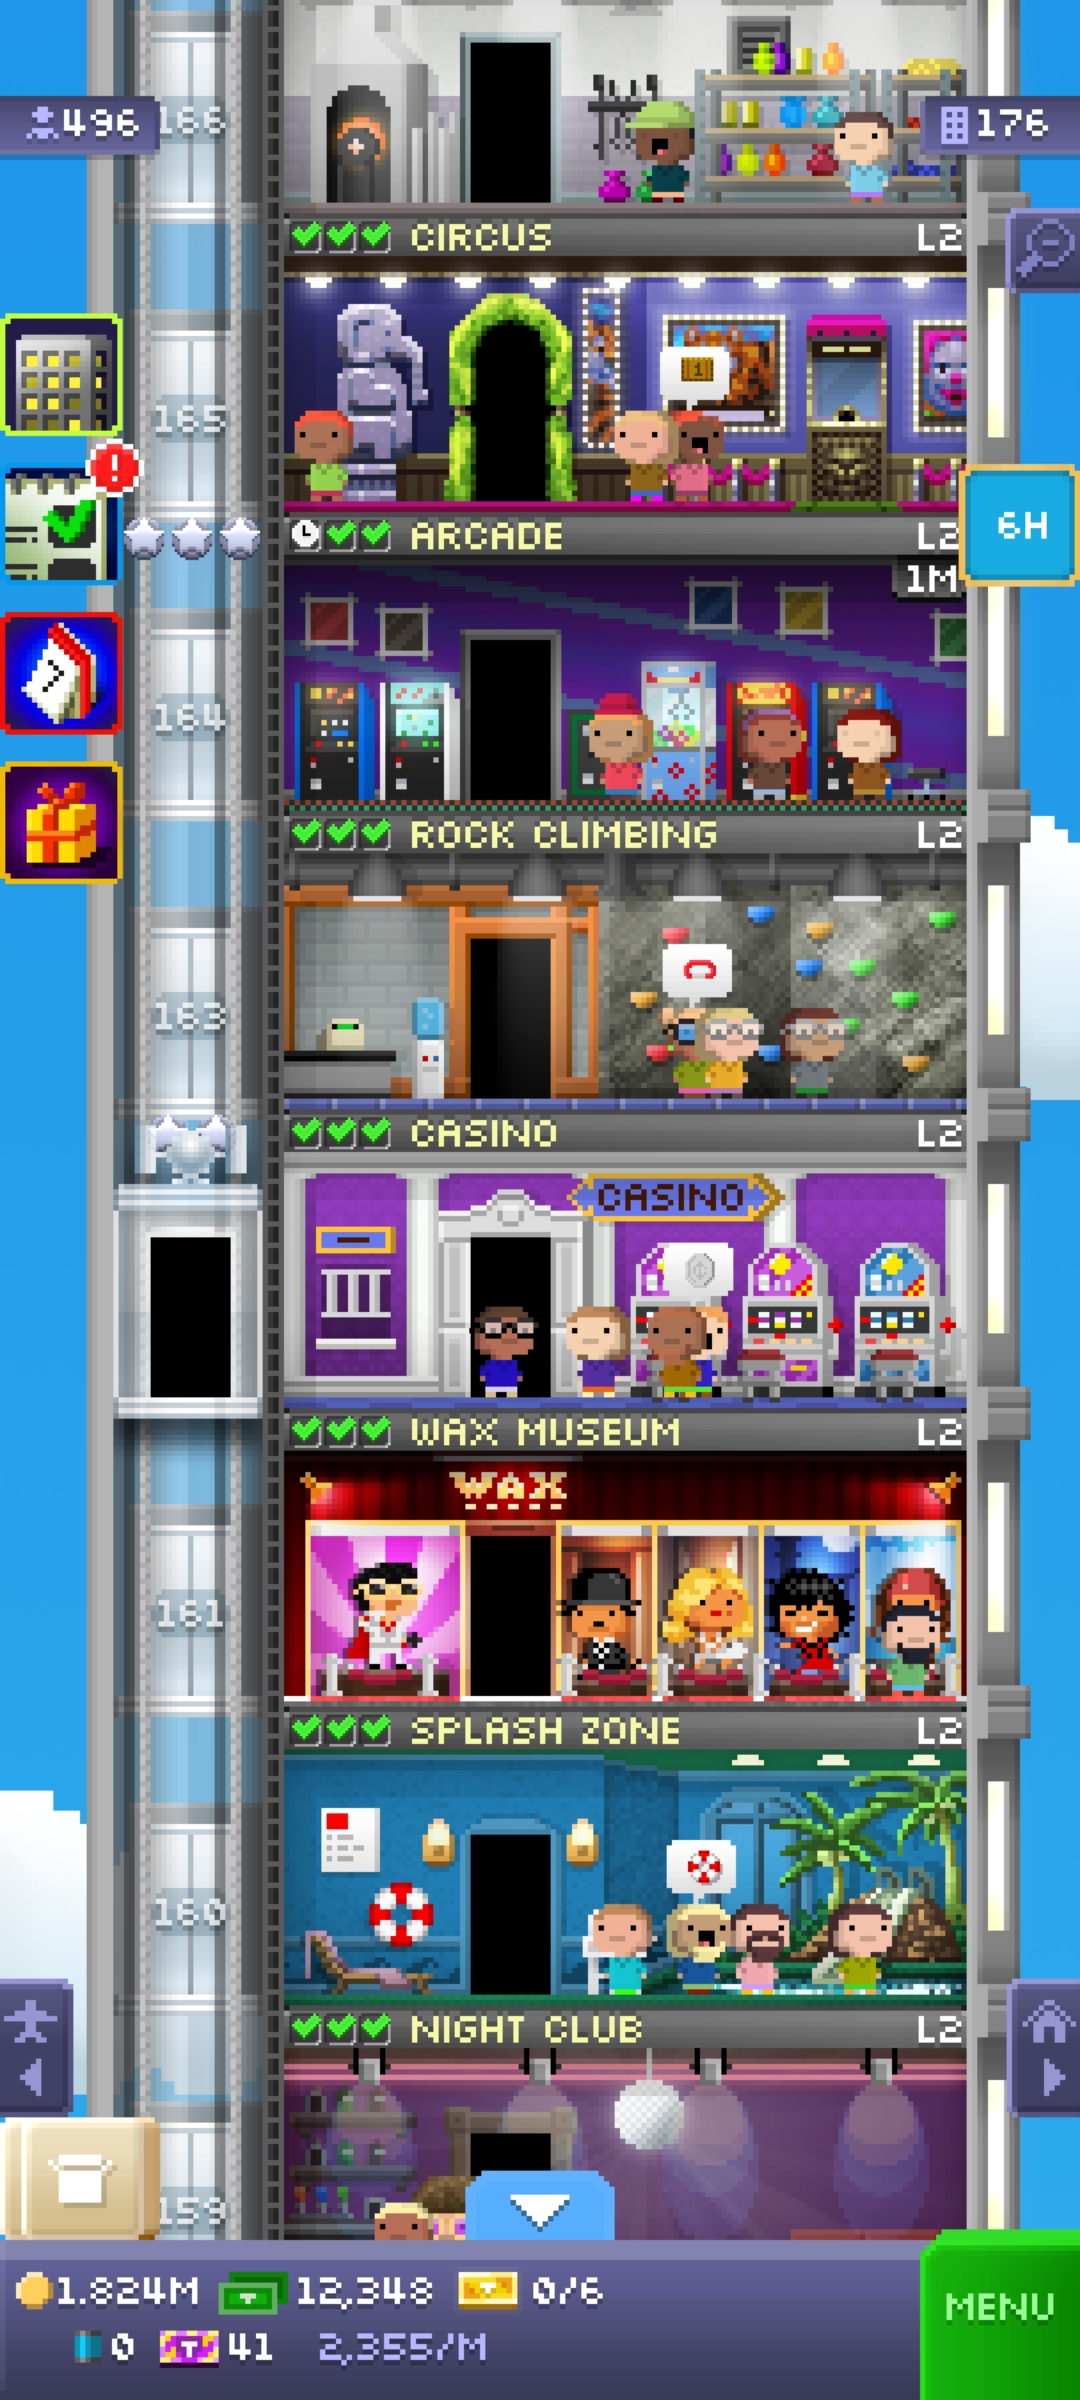 496
166
176
CIRCUS L2
165
1
ARCADE L2
6H
1M
164
ROCK CLIMBING L2
163
CASINO L2
CASINO
WAX MUSEUM L2
WAX
161
SPLASH ZONE L2
160
NIGHT CLUB L2
159
1.824M 12,348 0/6
MENU
0 T 41 2,355/M